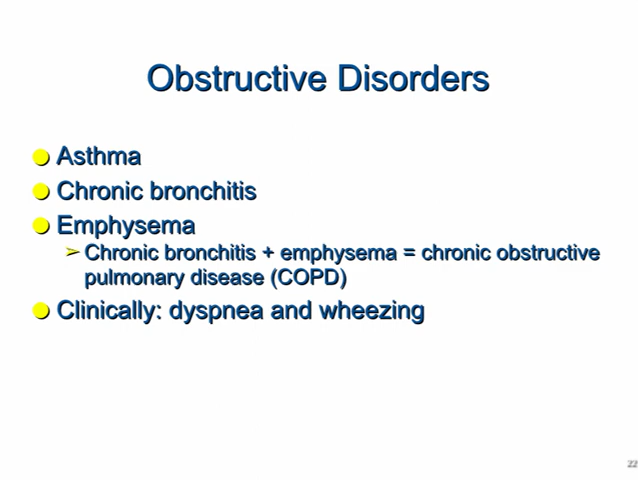 Obstructive Disorders
Asthma
Chronic bronchitis
Emphysema
➢ Chronic bronchitis + emphysema = chronic obstructive
pulmonary disease (COPD)
Clinically: dyspnea and wheezing
22